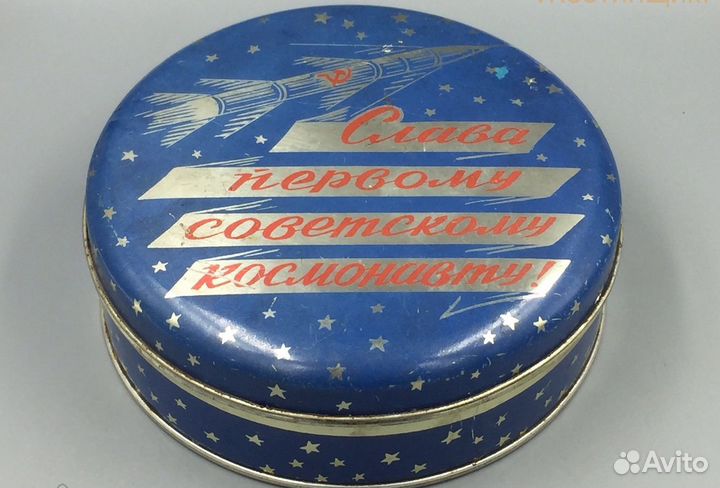 Слава
первому
советскому
космонавту!
Avito